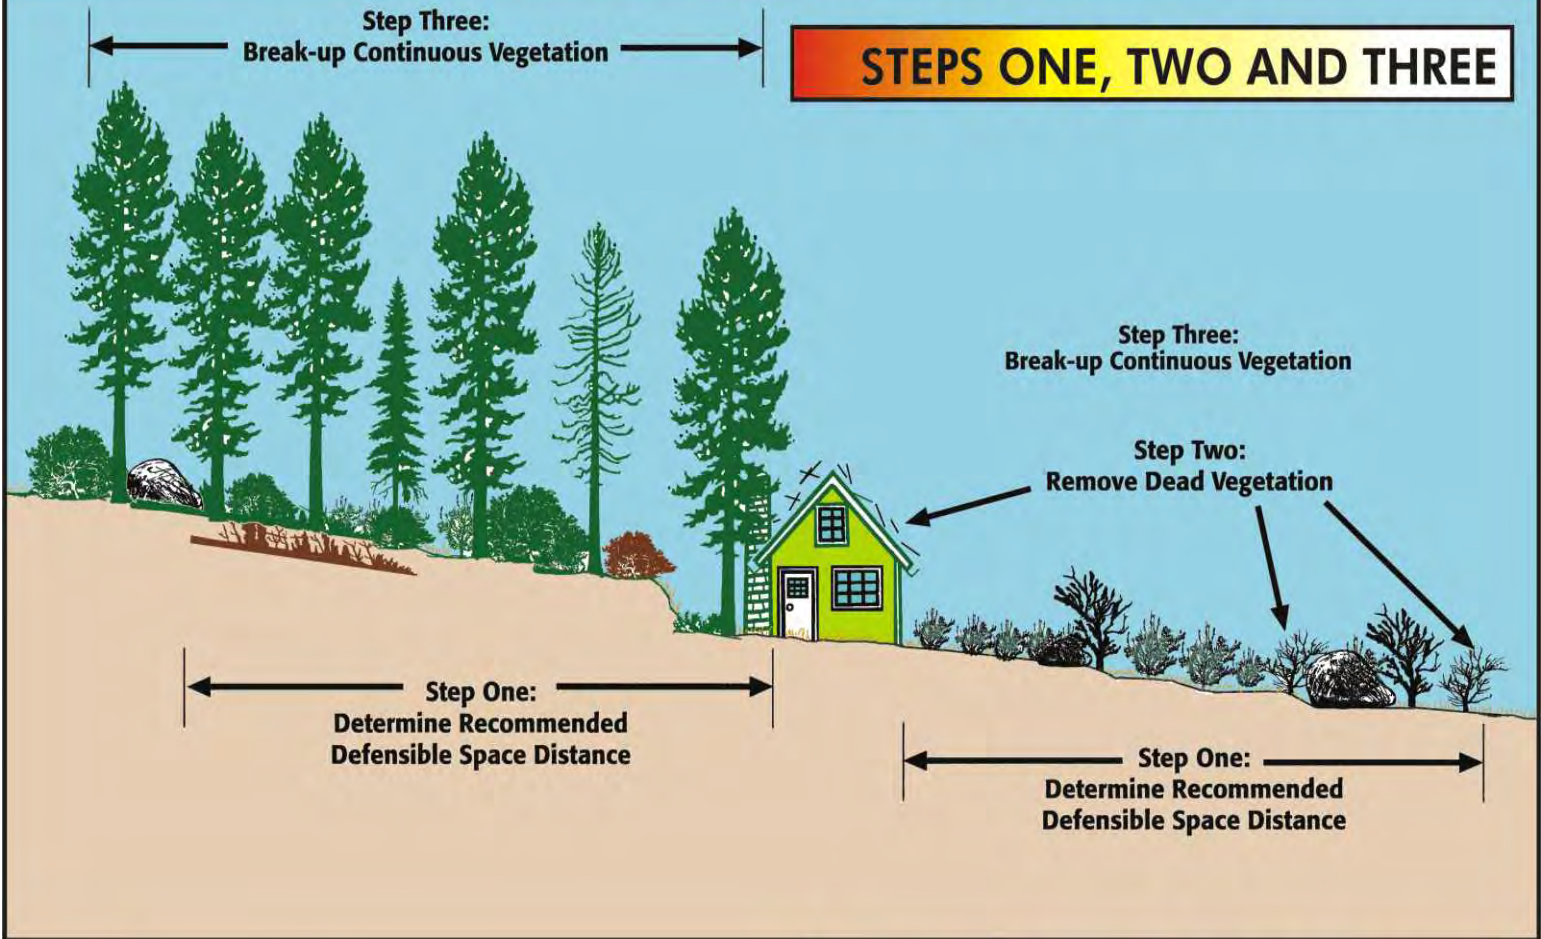 Step Three:
Break-up Continuous Vegetation
STEPS ONE, TWO AND THREE
Step Three:
Break-up Continuous Vegetation
Step Two:
Remove Dead Vegetation
Step One:
Determine Recommended
Defensible Space Distance
Step One:
Determine Recommended
Defensible Space Distance